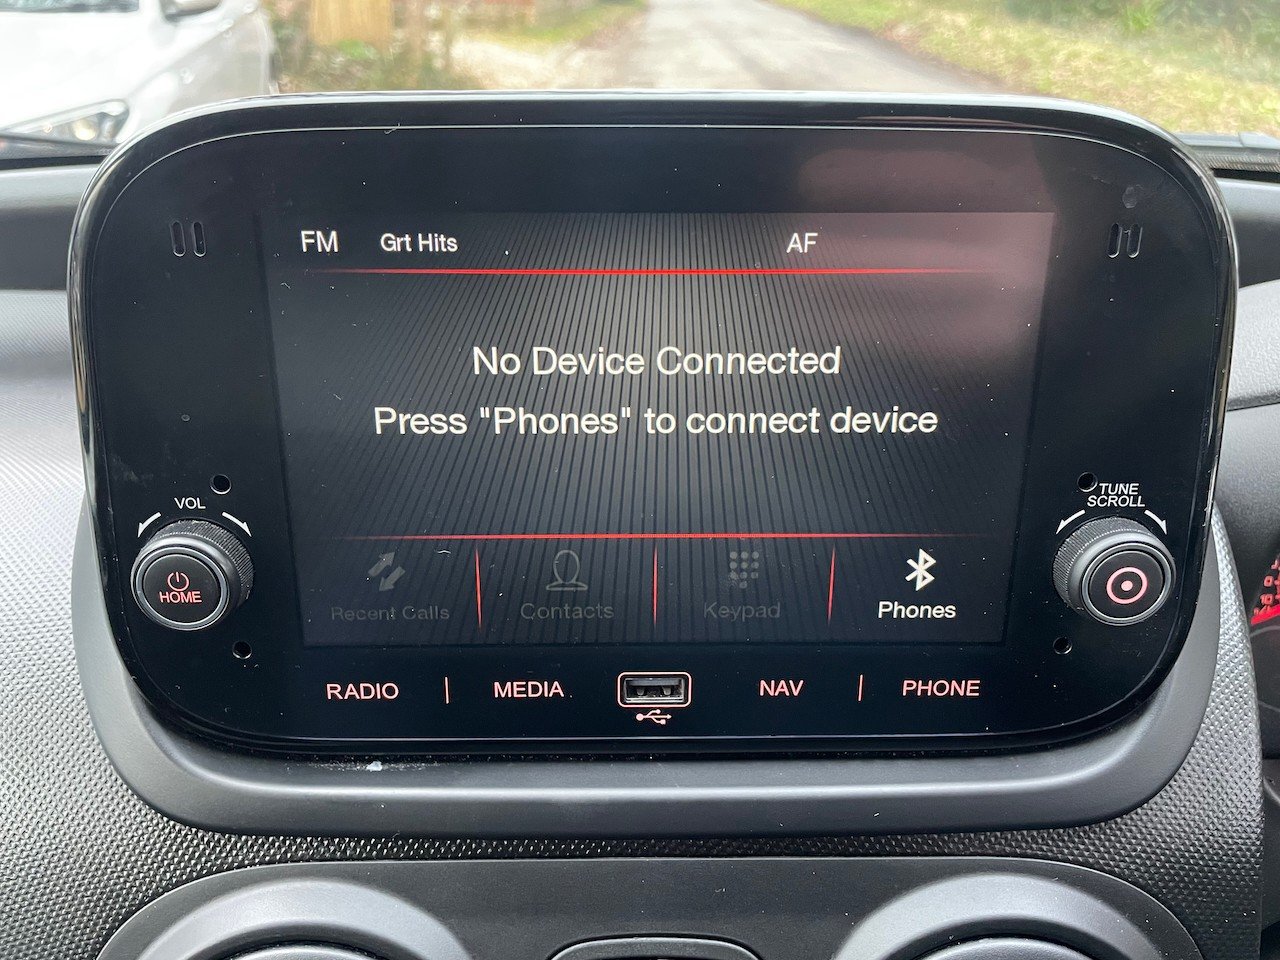 FM Grt Hits AF
No Device Connected
Press "Phones" to connect device
VOL
TUNE
SCROLL
HOME
Recent Calls Contacts Keypad Phones
RADIO MEDIA NAV PHONE